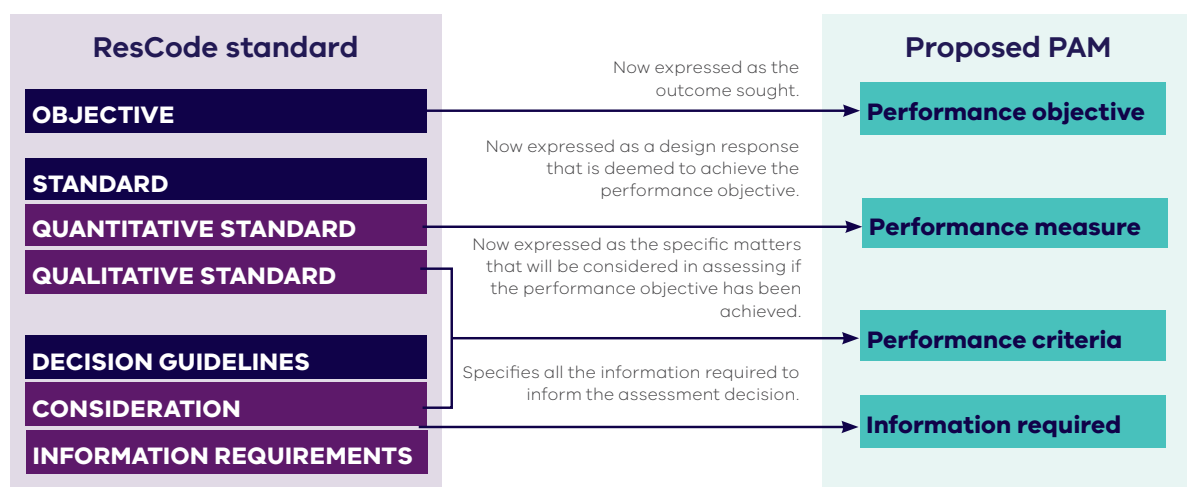 ResCode standard
OBJECTIVE
STANDARD
QUANTITATIVE STANDARD
QUALITATIVE STANDARD
DECISION GUIDELINES
CONSIDERATION
INFORMATION REQUIREMENTS
Now expressed as the
outcome sought.
Now expressed as a design response
that is deemed to achieve the
performance objective.
Now expressed as the specific matters
that will be considered in assessing if
the performance objective has been
achieved.
Specifies all the information required to
inform the assessment decision.
Proposed PAM
Performance objective
Performance measure
Performance criteria
Information required